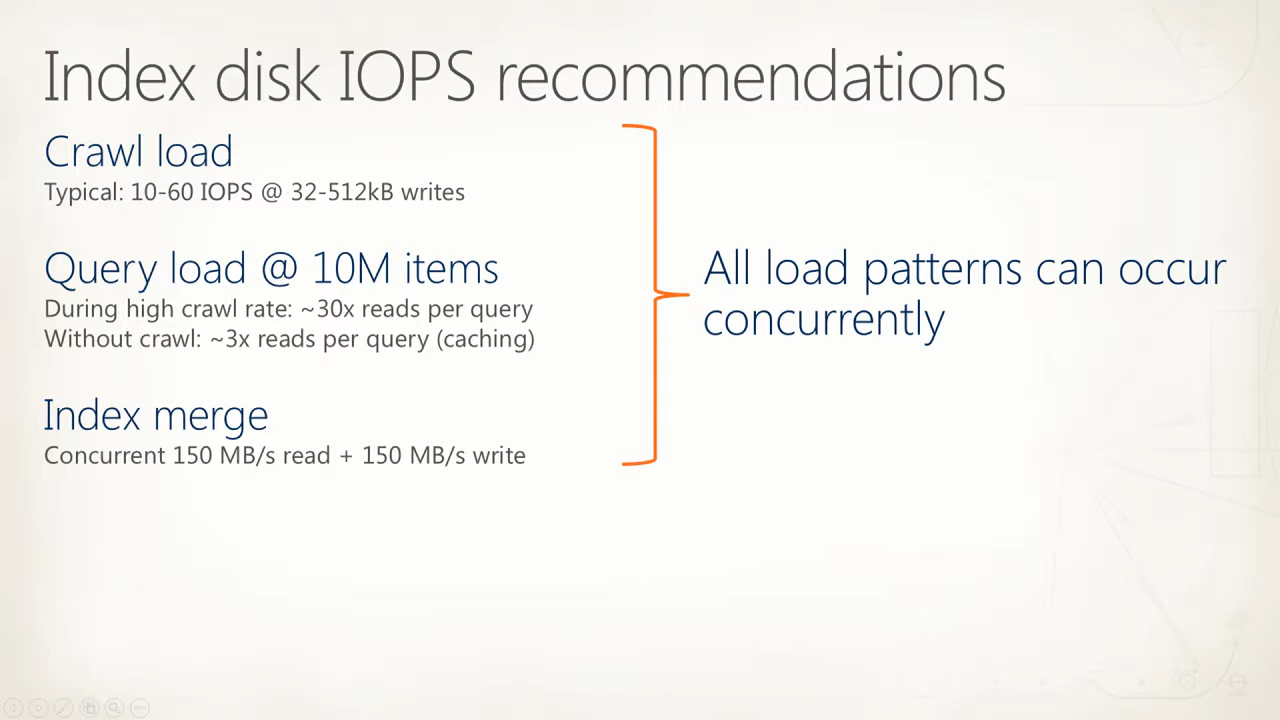 Index disk IOPS recommendations
Crawl load
Typical: 10-60 IOPS @ 32-512kB writes
Query load @ 10M items
During high crawl rate: ~30x reads per query
Without crawl: ~3x reads per query (caching)
Index merge
Concurrent 150 MB/s read + 150 MB/s write
All load patterns can occur
concurrently